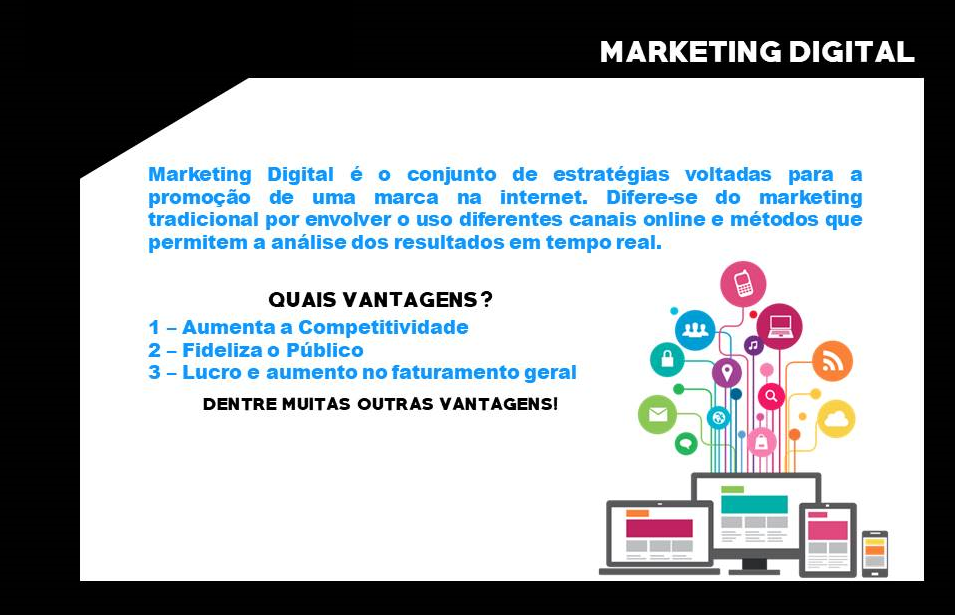 MARKETING DIGITAL
Marketing Digital é o conjunto de estratégias voltadas para a
promoção de uma marca na internet. Difere-se do marketing
tradicional por envolver o uso diferentes canais online e métodos que
permitem a análise dos resultados em tempo real.
QUAIS VANTAGENS?
1 – Aumenta a Competitividade
2 – Fideliza o Público
3 – Lucro e aumento no faturamento geral
DENTRE MUITAS OUTRAS VANTAGENS!